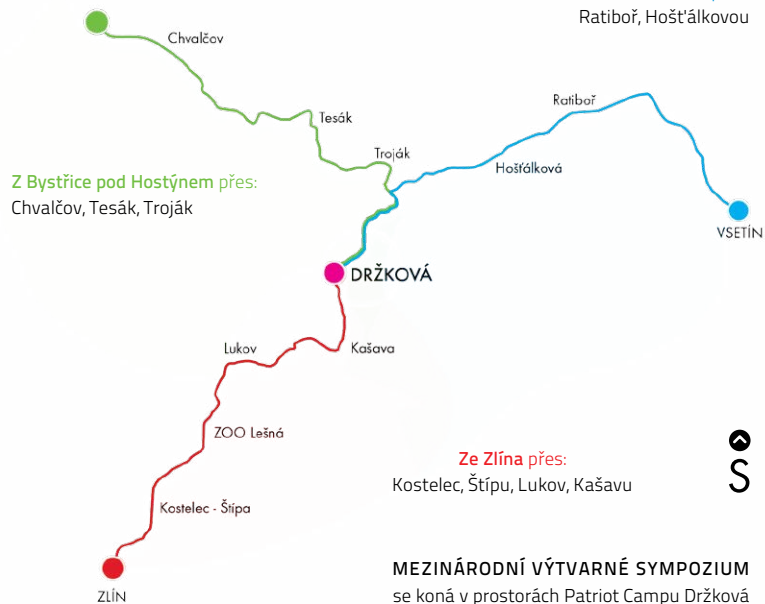 Ratiboř, Hošt'álkovou
Chvalčov
Ratiboř
Tesák
Troják
Hošťálková
Z Bystřice pod Hostýnem přes:
Chvalčov, Tesák, Troják
VSETÍN
DRŽKOVÁ
Lukov
Kašava
ZOO Lešná
Ze Zlína přes:
Kostelec, Štípu, Lukov, Kašavu
S
Kostelec - Štípa
MEZINÁRODNÍ VÝTVARNÉ SYMPOZIUM
se koná v prostorách Patriot Campu Držková
ZLÍN